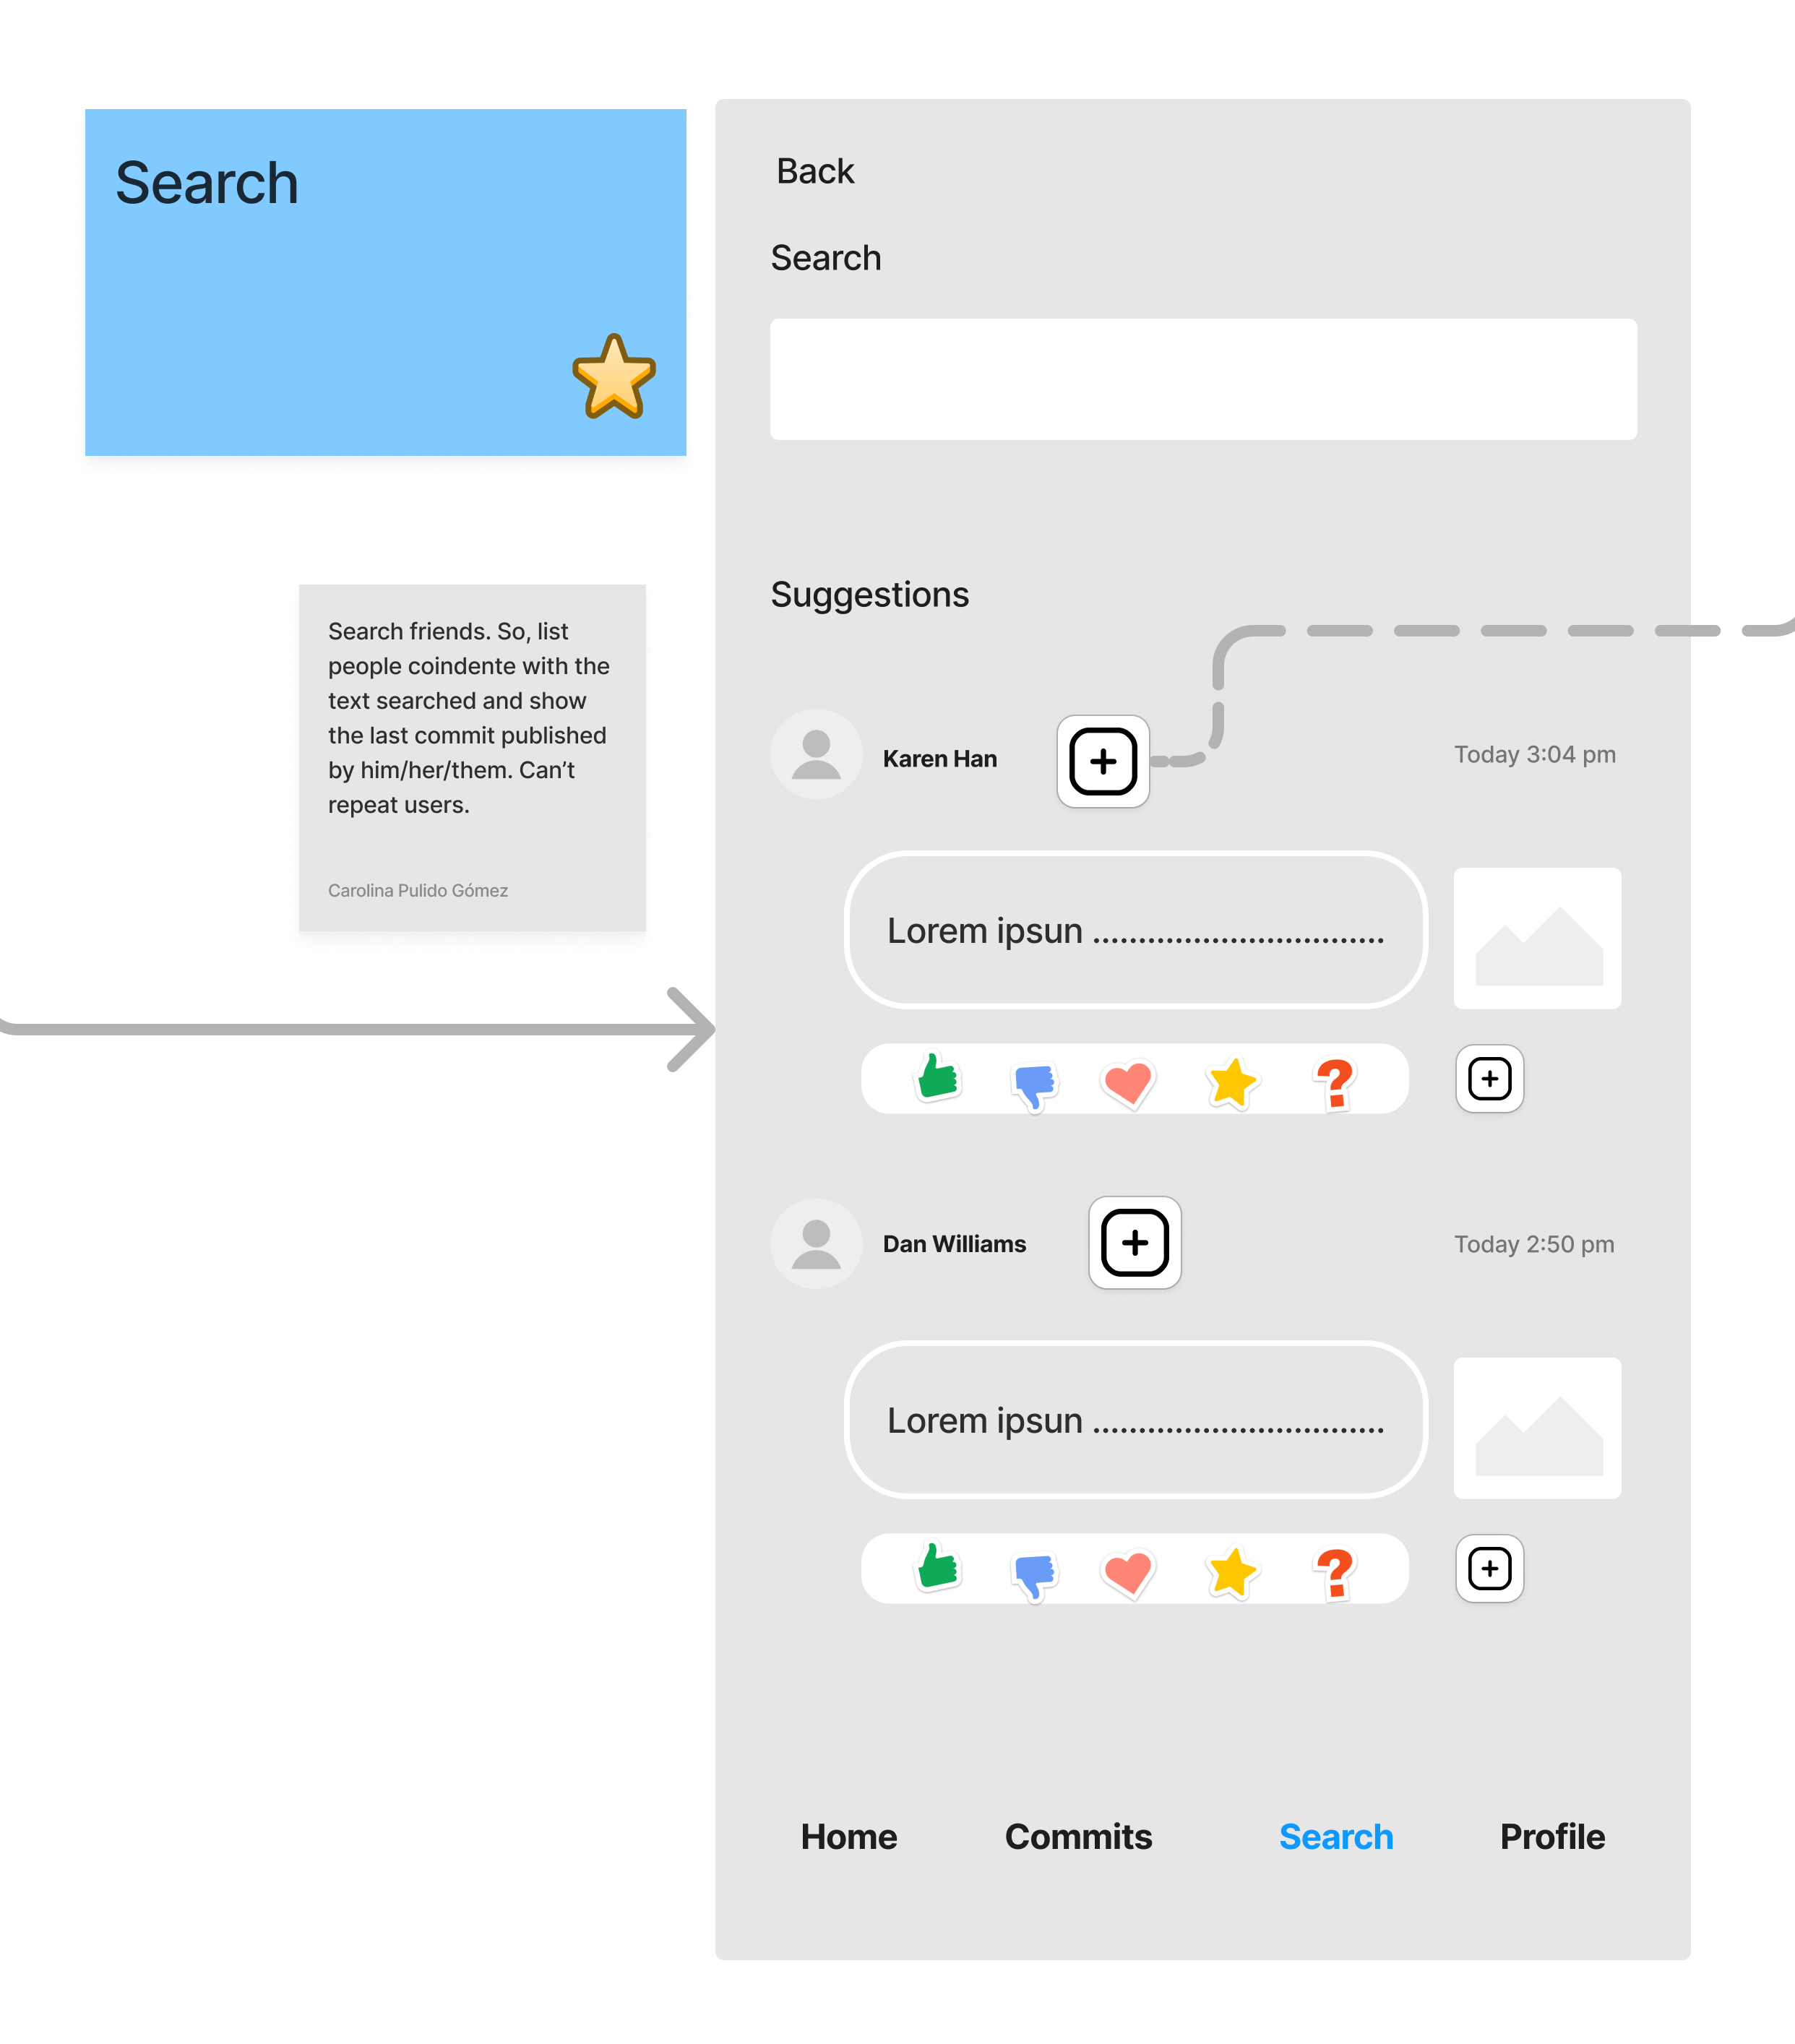 Search
Search friends. So, list
people coindente with the
text searched and show
the last commit published
by him/her/them. Can’t
repeat users.
Carolina Pulido Gómez
Back
Search
Suggestions
Karen Han
Today 3:04 pm
Lorem ipsun ................................
Dan Williams
Today 2:50 pm
Lorem ipsun ................................
Home Commits Search Profile